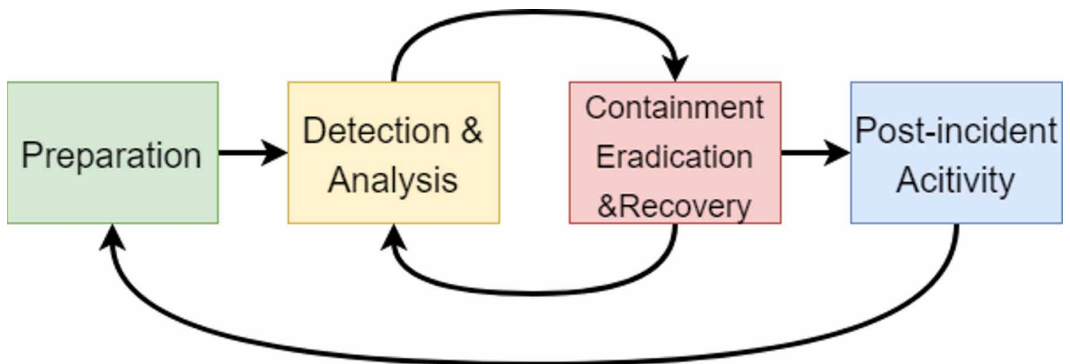 Preparation
Detection &
Analysis
Containment
Eradication
&Recovery
Post-incident
Acitivity